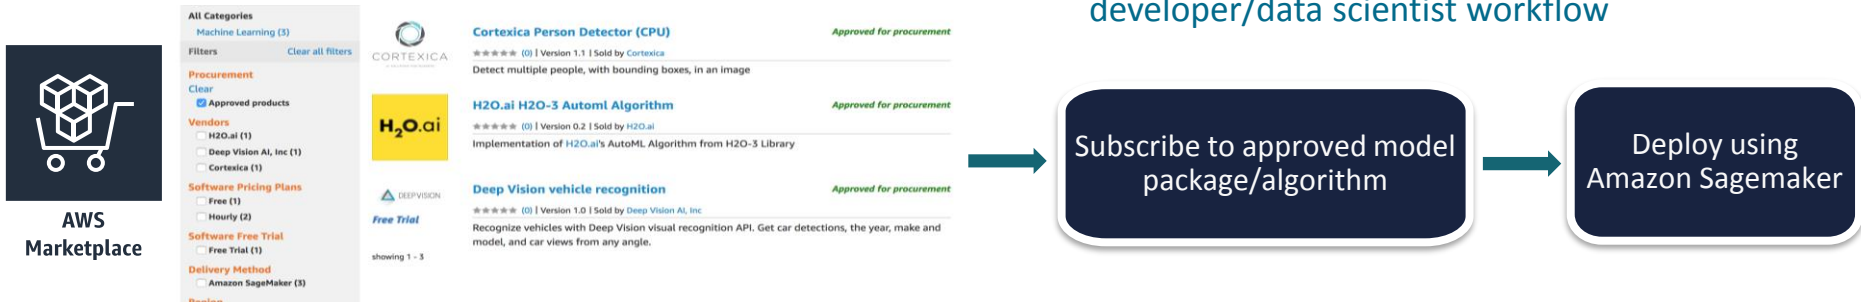 developer/data scientist workflow
AWS
Marketplace
All Categories
Machine Learning (3)
Filters Clear all filters
Procurement
Clear
Approved products
Vendors
H2O.ai (1)
Deep Vision AI, Inc (1)
Cortexica (1)
Software Pricing Plans
Free (1)
Hourly (2)
Software Free Trial
Free Trial (1)
Delivery Method
Amazon SageMaker (3)
Region
CORTEXICA
Cortexica Person Detector (CPU) Approved for procurement
(0) | Version 1.1 | Sold by Cortexica
Detect multiple people, with bounding boxes, in an image
H2O.ai
H2O.ai H2O-3 Automl Algorithm Approved for procurement
(0) | Version 0.2 | Sold by H2O.ai
Implementation of H2O.ai's AutoML Algorithm from H2O-3 Library
DEEPVISION
Free Trial
Deep Vision vehicle recognition Approved for procurement
(0) | Version 1.0 | Sold by Deep Vision AI, Inc
Recognize vehicles with Deep Vision visual recognition API. Get car detections, the year, make and
model, and car views from any angle.
showing 1 - 3
Subscribe to approved model
package/algorithm
Deploy using
Amazon Sagemaker